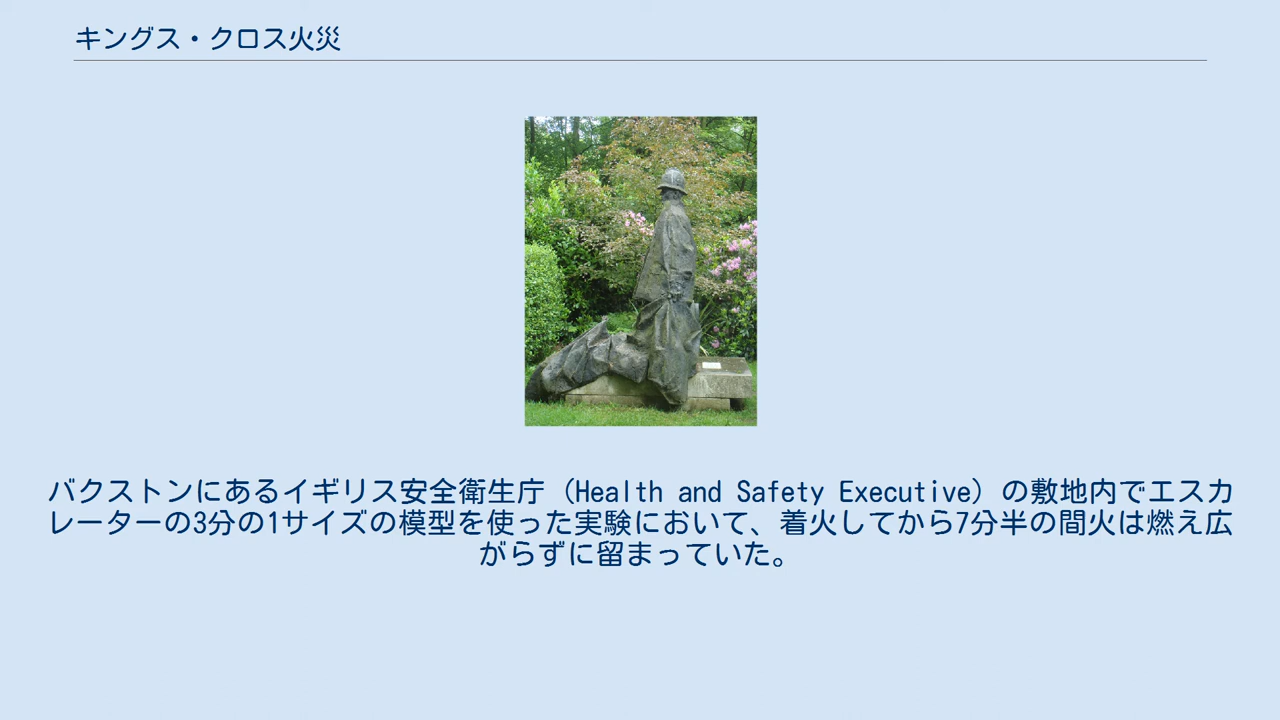 キングス・クロス火災
バクストンにあるイギリス安全衛生庁（Health and Safety Executive）の敷地内でエスカ
レーターの3分の1サイズの模型を使った実験において、着火してから7分半の間火は燃え広
がらずに留まっていた。